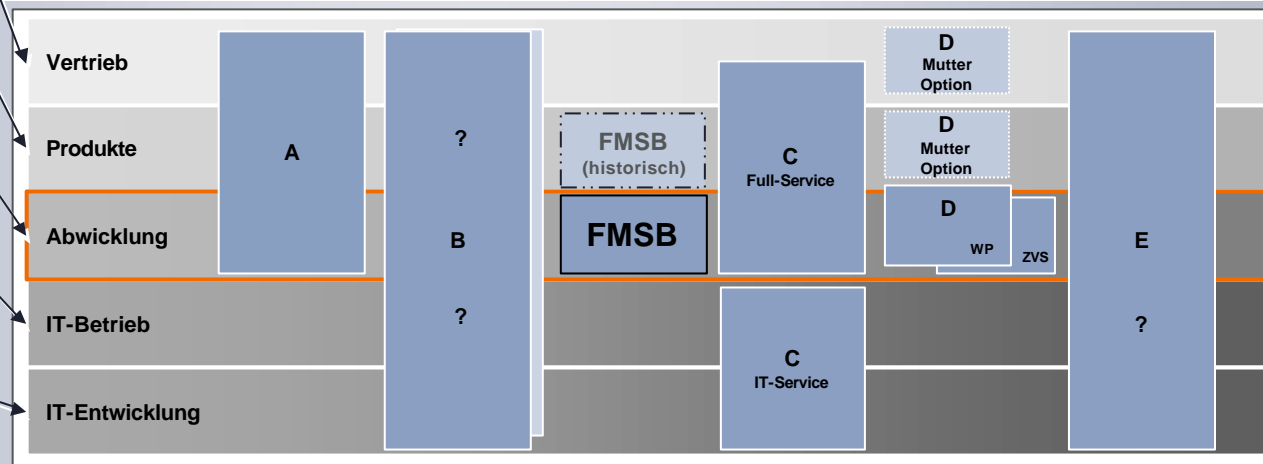 Vertrieb
Produkte
Abwicklung
IT-Betrieb
IT-Entwicklung
A
?
B
?
FMSB
(historisch)
FMSB
C
Full-Service
C
IT-Service
D
Mutter
Option
D
Mutter
Option
D
WP
ZVS
E
?